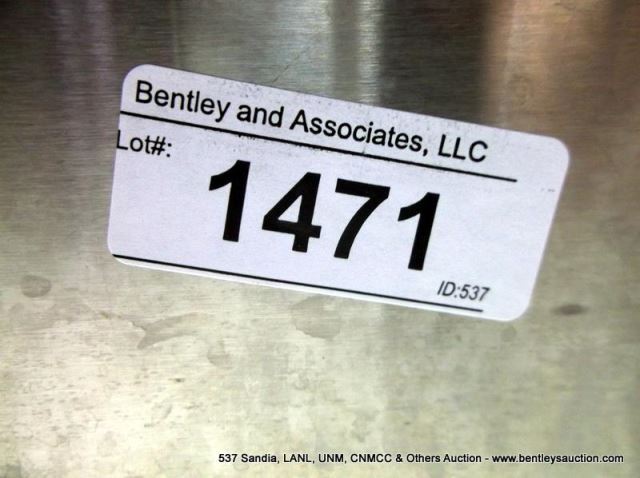 Bentley and Associates, LLC
Lot#:
1471
ID:537
537 Sandia, LANL, UNM, CNMCC & Others Auction - www.bentleysauction.com